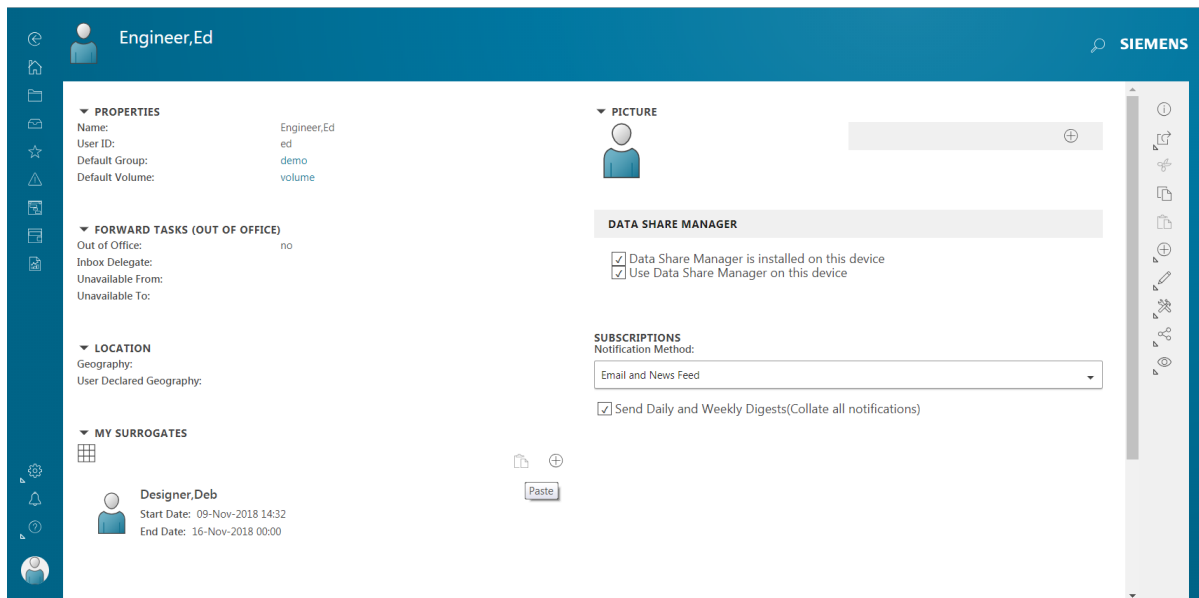 Engineer,Ed
SIEMENS
PROPERTIES
Name: Engineer,Ed
User ID: ed
Default Group: demo
Default Volume: volume
FORWARD TASKS (OUT OF OFFICE)
Out of Office: no
Inbox Delegate:
Unavailable From:
Unavailable To:
LOCATION
Geography:
User Declared Geography:
MY SURROGATES
Paste
Designer,Deb
Start Date: 09-Nov-2018 14:32
End Date: 16-Nov-2018 00:00
PICTURE
DATA SHARE MANAGER
Data Share Manager is installed on this device
Use Data Share Manager on this device
SUBSCRIPTIONS
Notification Method:
Email and News Feed
Send Daily and Weekly Digests(Collate all notifications)